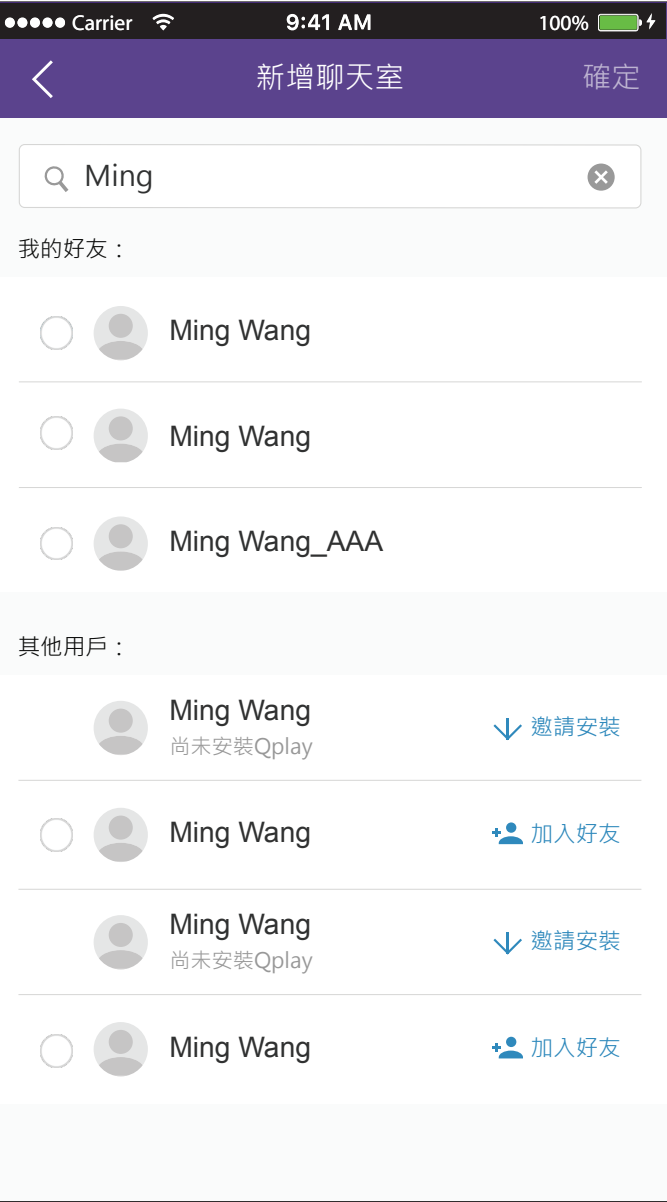 Carrier 9:41 AM 100%
新增聊天室 確定
Ming
我的好友：
Ming Wang
Ming Wang
Ming Wang_AAA
其他用戶：
Ming Wang
尚未安裝Qplay
邀請安裝
Ming Wang
加入好友
Ming Wang
尚未安裝Qplay
邀請安裝
Ming Wang
加入好友